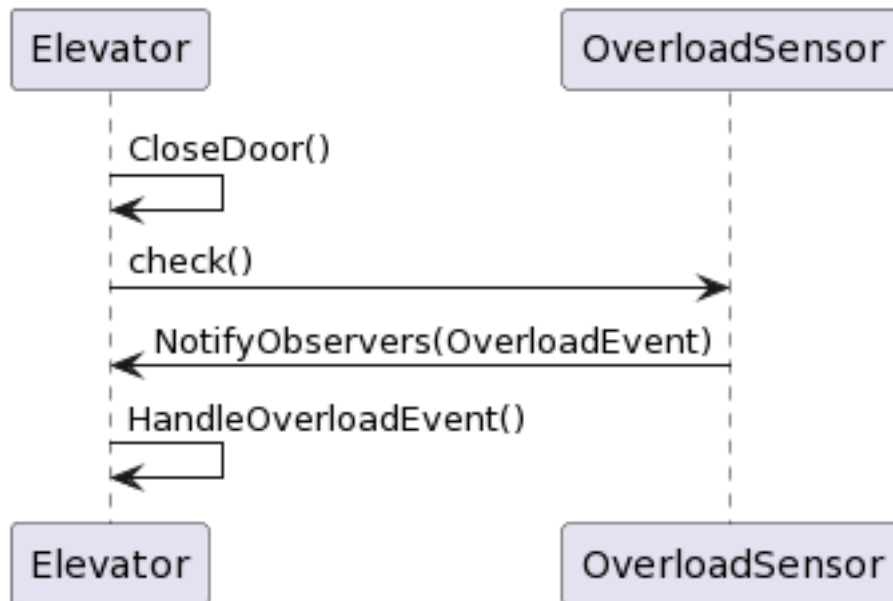 Elevator OverloadSensor
CloseDoor()
check()
NotifyObservers(OverloadEvent)
HandleOverloadEvent()
Elevator OverloadSensor